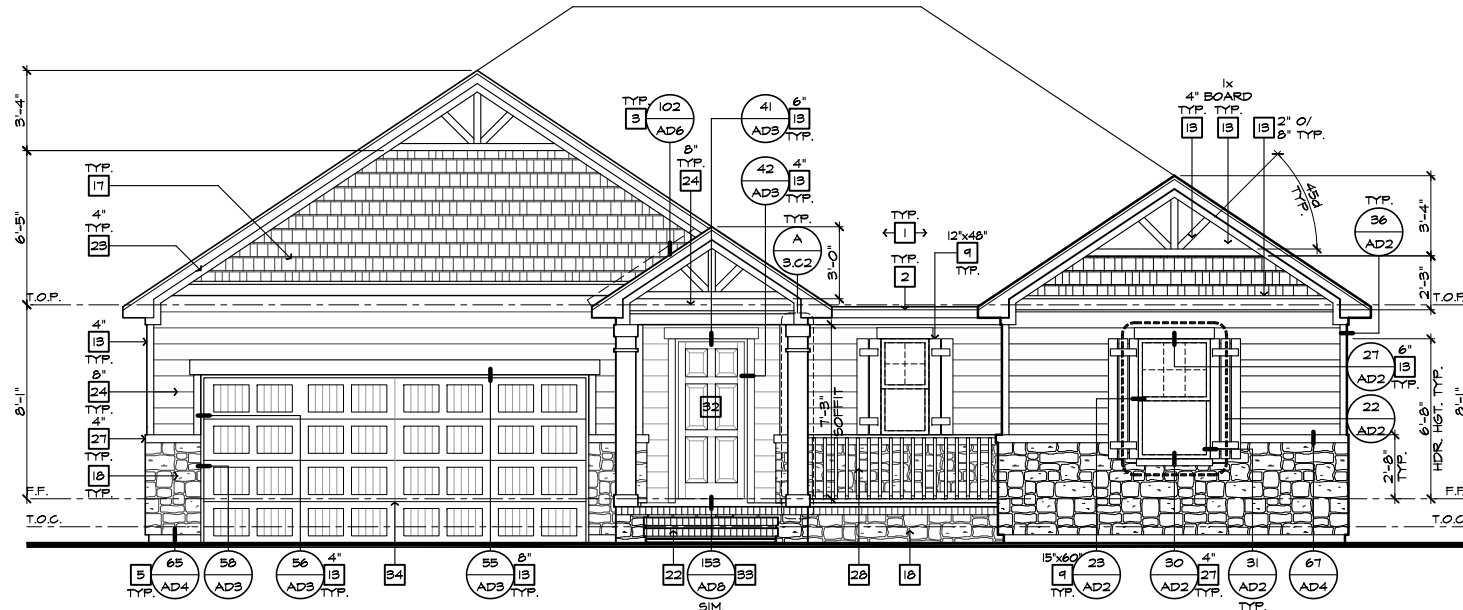 3'-4"
6'-5"
8'-1"
TYP.
17
4"
TYP.
23
T.O.P.
4"
13
TYP.
8"
24
TYP.
4"
27
TYP.
18
TYP.
F.F.
T.O.C.
TYP.
3
102
AD6
41
AD3
6"
13
TYP.
8"
TYP.
24
42
AD3
4"
13
TYP.
TYP.
A
3.C2
3'-0"
TYP.
1
TYP.
2
12"x48"
9
TYP.
32
7'-3"
SOFFIT
1x
4" BOARD
TYP. TYP.
13
13
13
2" O/
8" TYP.
45d
TYP.
TYP.
36
AD2
3'-4"
2'-3"
T.O.P.
27
AD2
6"
13
TYP.
22
AD2
6'-8"
HDR. HGT. TYP.
8'-1"
2'-8"
TYP.
F.F.
T.O.C.
5
TYP.
65
AD4
58
AD3
56
AD3
4"
13
TYP.
34
55
AD3
8"
13
TYP.
22
153
AD8
SIM.
33
28
18
15"x60"
9
TYP.
23
AD2
30
AD2
4"
27
TYP.
31
AD2
TYP.
67
AD4